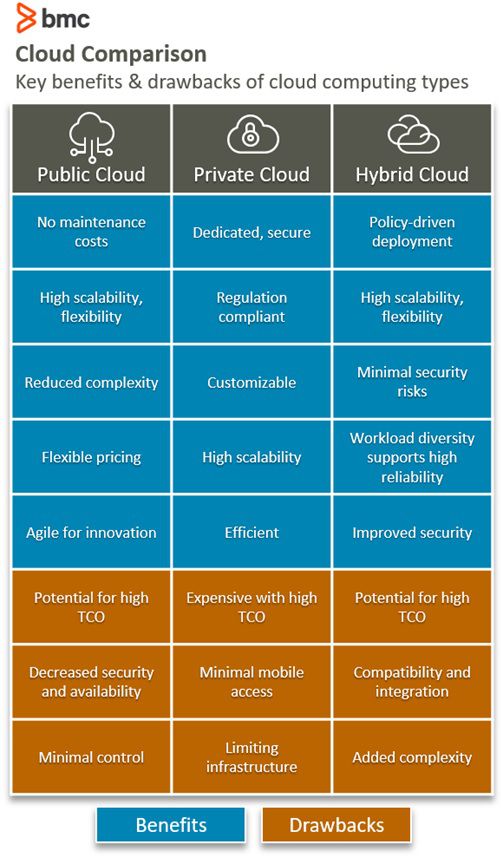 bmc
Cloud Comparison
Key benefits & drawbacks of cloud computing types
Public Cloud
Private Cloud
Hybrid Cloud
No maintenance
costs
Dedicated, secure
Policy-driven
deployment
High scalability,
flexibility
Regulation
compliant
High scalability,
flexibility
Reduced complexity
Customizable
Minimal security
risks
Flexible pricing
High scalability
Workload diversity
supports high
reliability
Agile for innovation
Efficient
Improved security
Potential for high
TCO
Expensive with high
TCO
Potential for high
TCO
Decreased security
and availability
Minimal mobile
access
Compatibility and
integration
Minimal control
Limiting
infrastructure
Added complexity
Benefits
Drawbacks